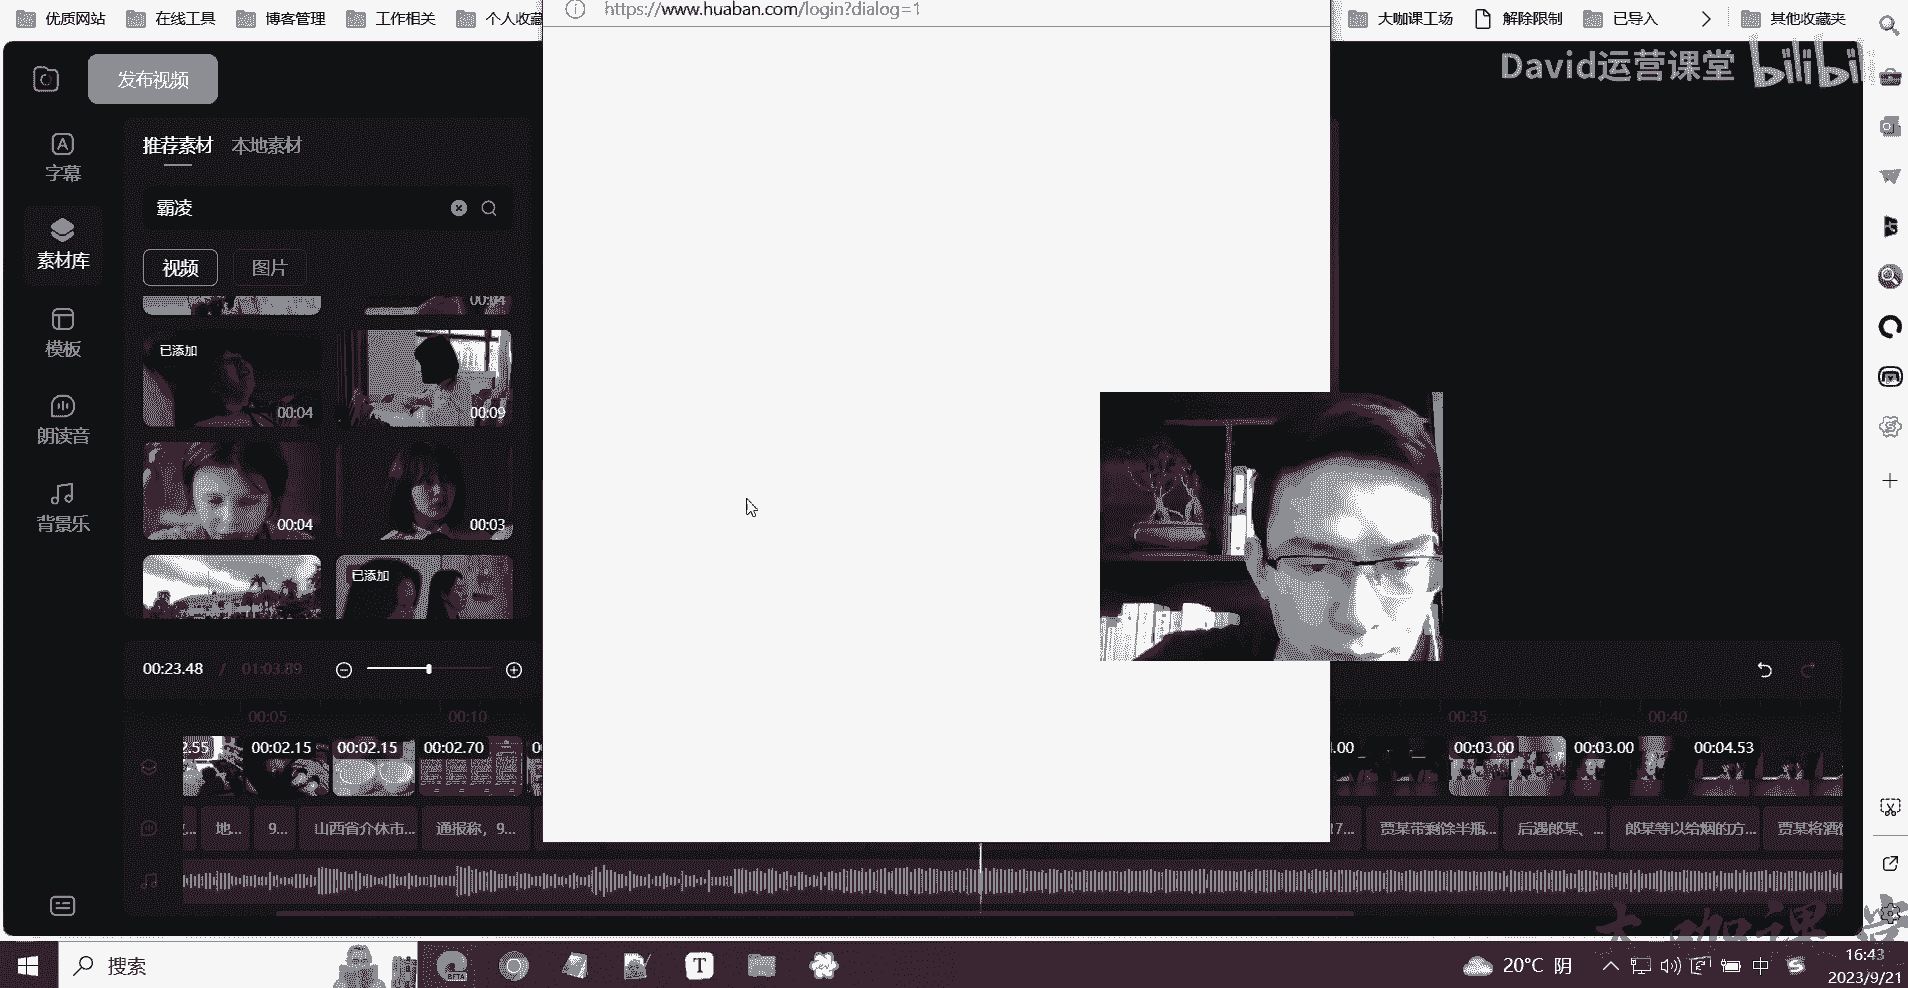 优质网站 在线工具 博客管理 工作相关 个人收藏
https://www.huaban.com/login?dialog=1
大咖课工场 解除限制 已导入 其他收藏夹
发布视频
David运营课堂 bilibili
字幕
素材库
模板
朗读音
背景乐
推荐素材 本地素材
霸凌
视频 图片
00:04
已添加
00:04
00:09
00:04
00:03
已添加
00:23.48 / 01:03.89
00:05 00:10 00:35 00:40
2.55 00:02.15 00:02.15 00:02.70 .00 00:03.00 00:03.00 00:04.53
地... 9... 山西省介休市... 通报称，9... 贾某带剩馀半瓶... 后遇郎某、... 郎某等以给烟的方... 贾某将酒
搜索
BETA
T
20°C 阴
中
16:43
2023/9/21